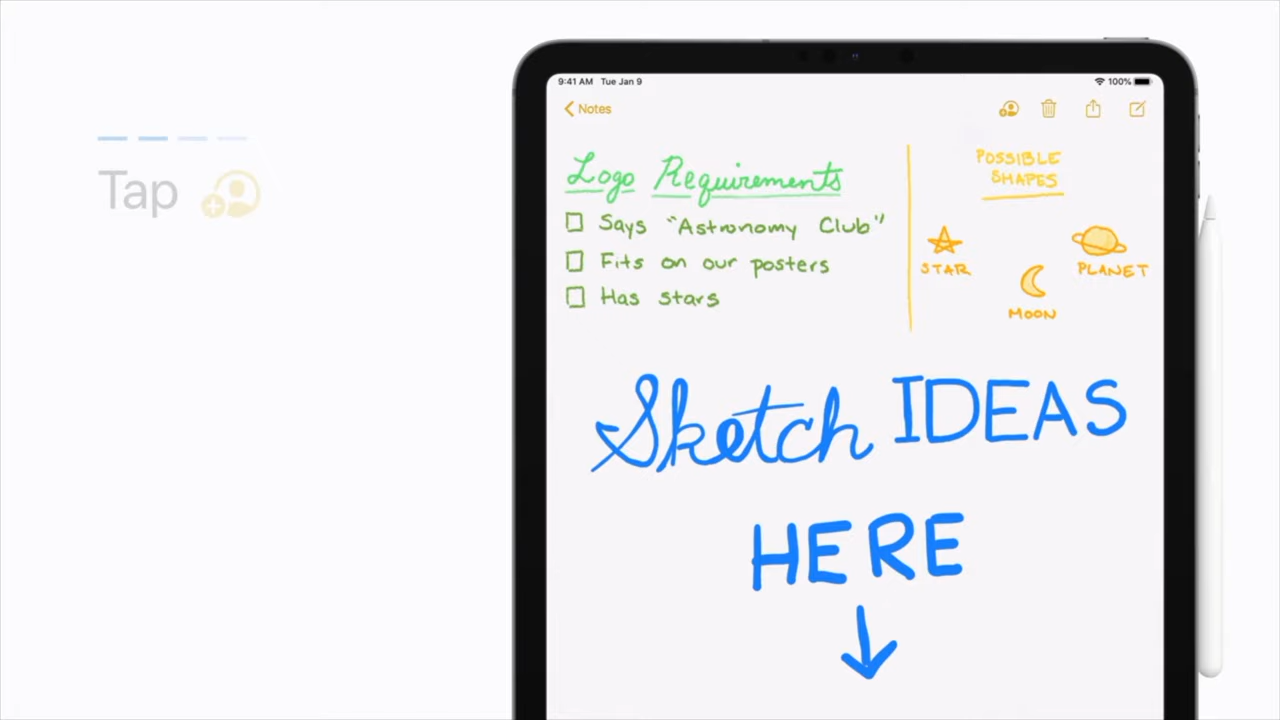 Tap
9:41 AM Tue Jan 9 100%
Notes
Logo Requirements
Says "Astronomy Club"
Fits on our posters
Has stars
POSSIBLE
SHAPES
STAR
PLANET
MOON
Sketch IDEAS
HERE